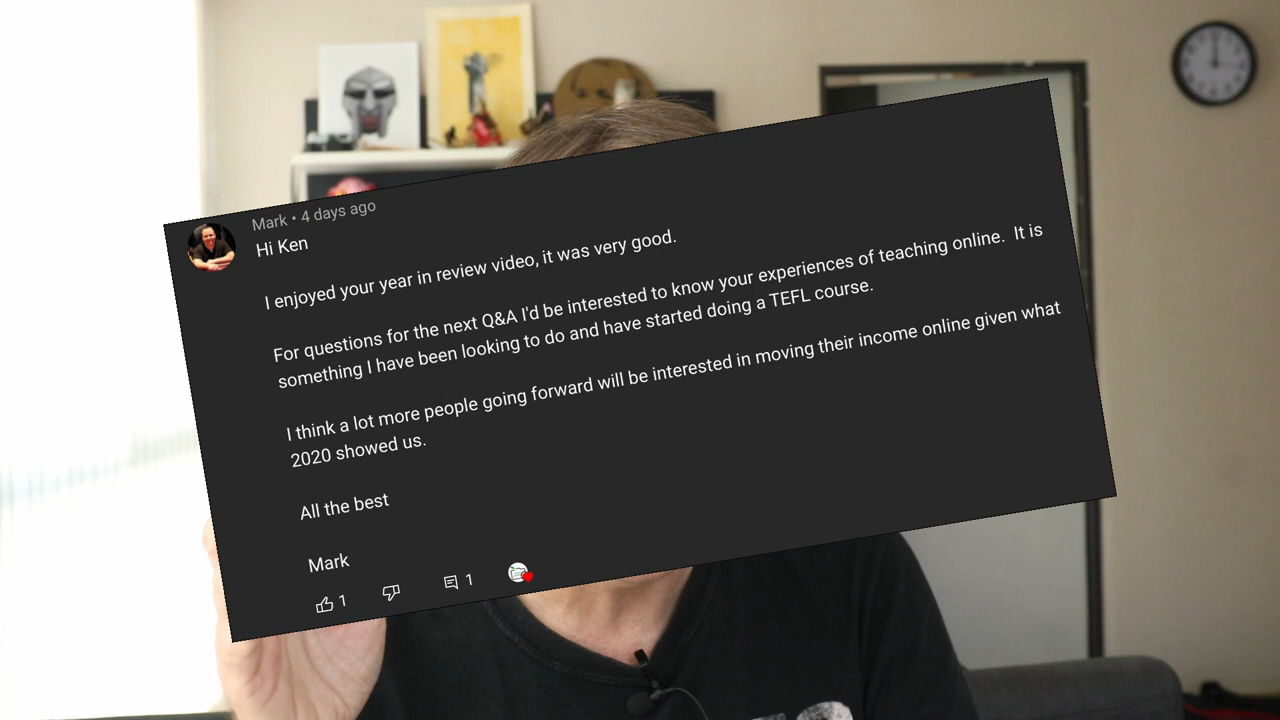 Mark • 4 days ago
Hi Ken
I enjoyed your year in review video, it was very good.
For questions for the next Q&A I'd be interested to know your experiences of teaching online. It is
something I have been looking to do and have started doing a TEFL course.
I think a lot more people going forward will be interested in moving their income online given what
2020 showed us.
All the best
Mark
1
1